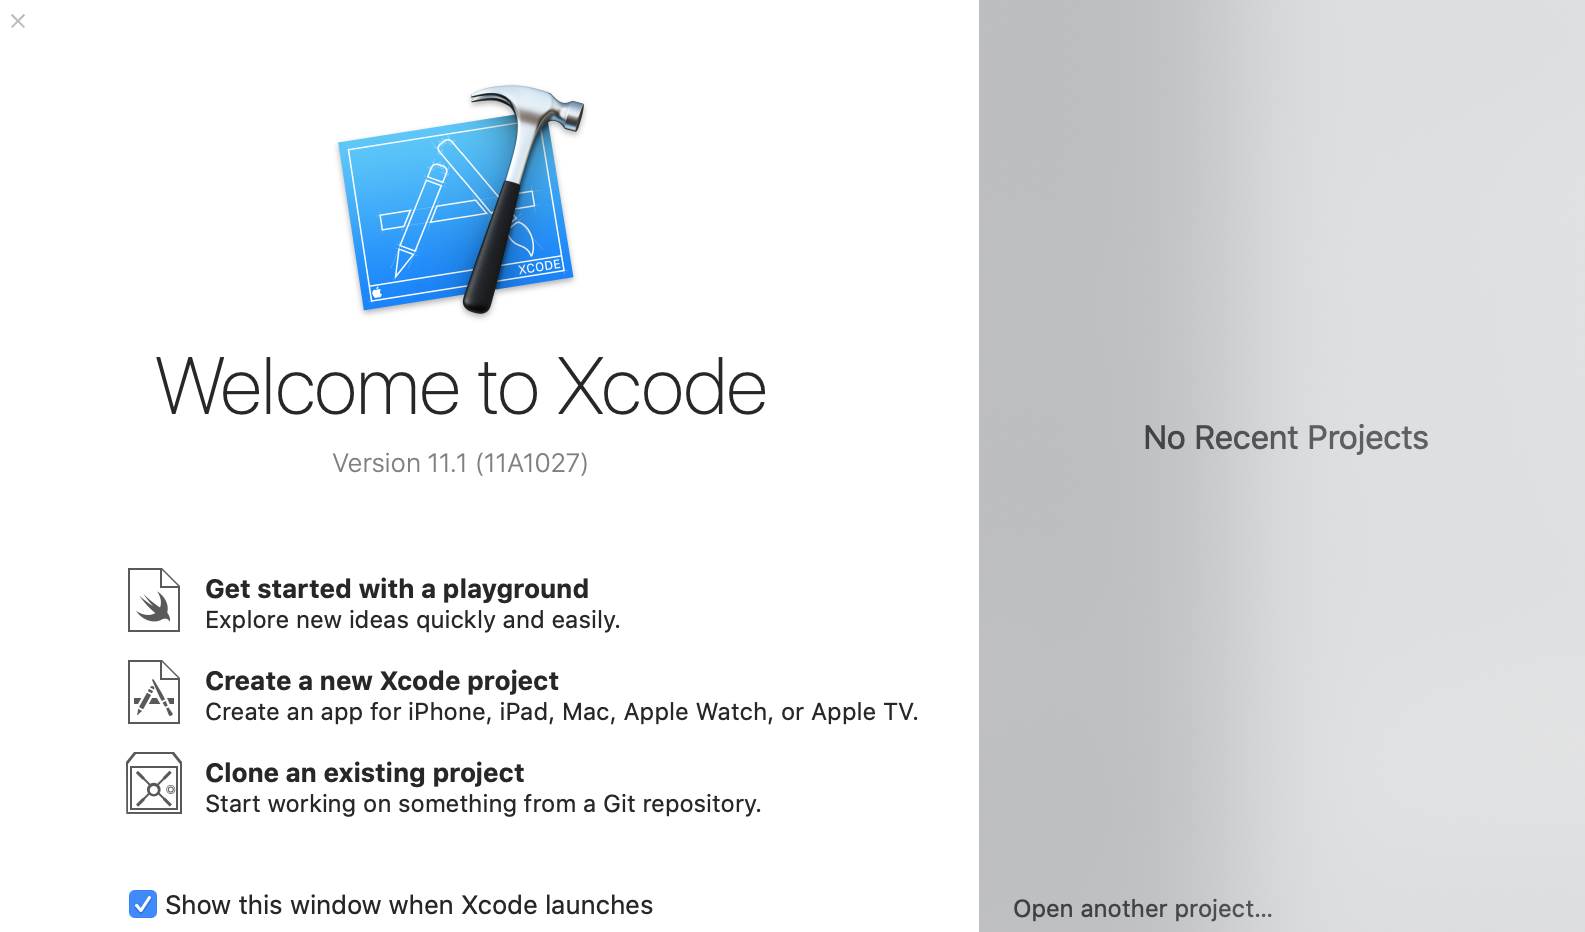 XCODE
Welcome to Xcode
Version 11.1 (11A1027)
Get started with a playground
Explore new ideas quickly and easily.
Create a new Xcode project
Create an app for iPhone, iPad, Mac, Apple Watch, or Apple TV.
Clone an existing project
Start working on something from a Git repository.
Show this window when Xcode launches
No Recent Projects
Open another project...